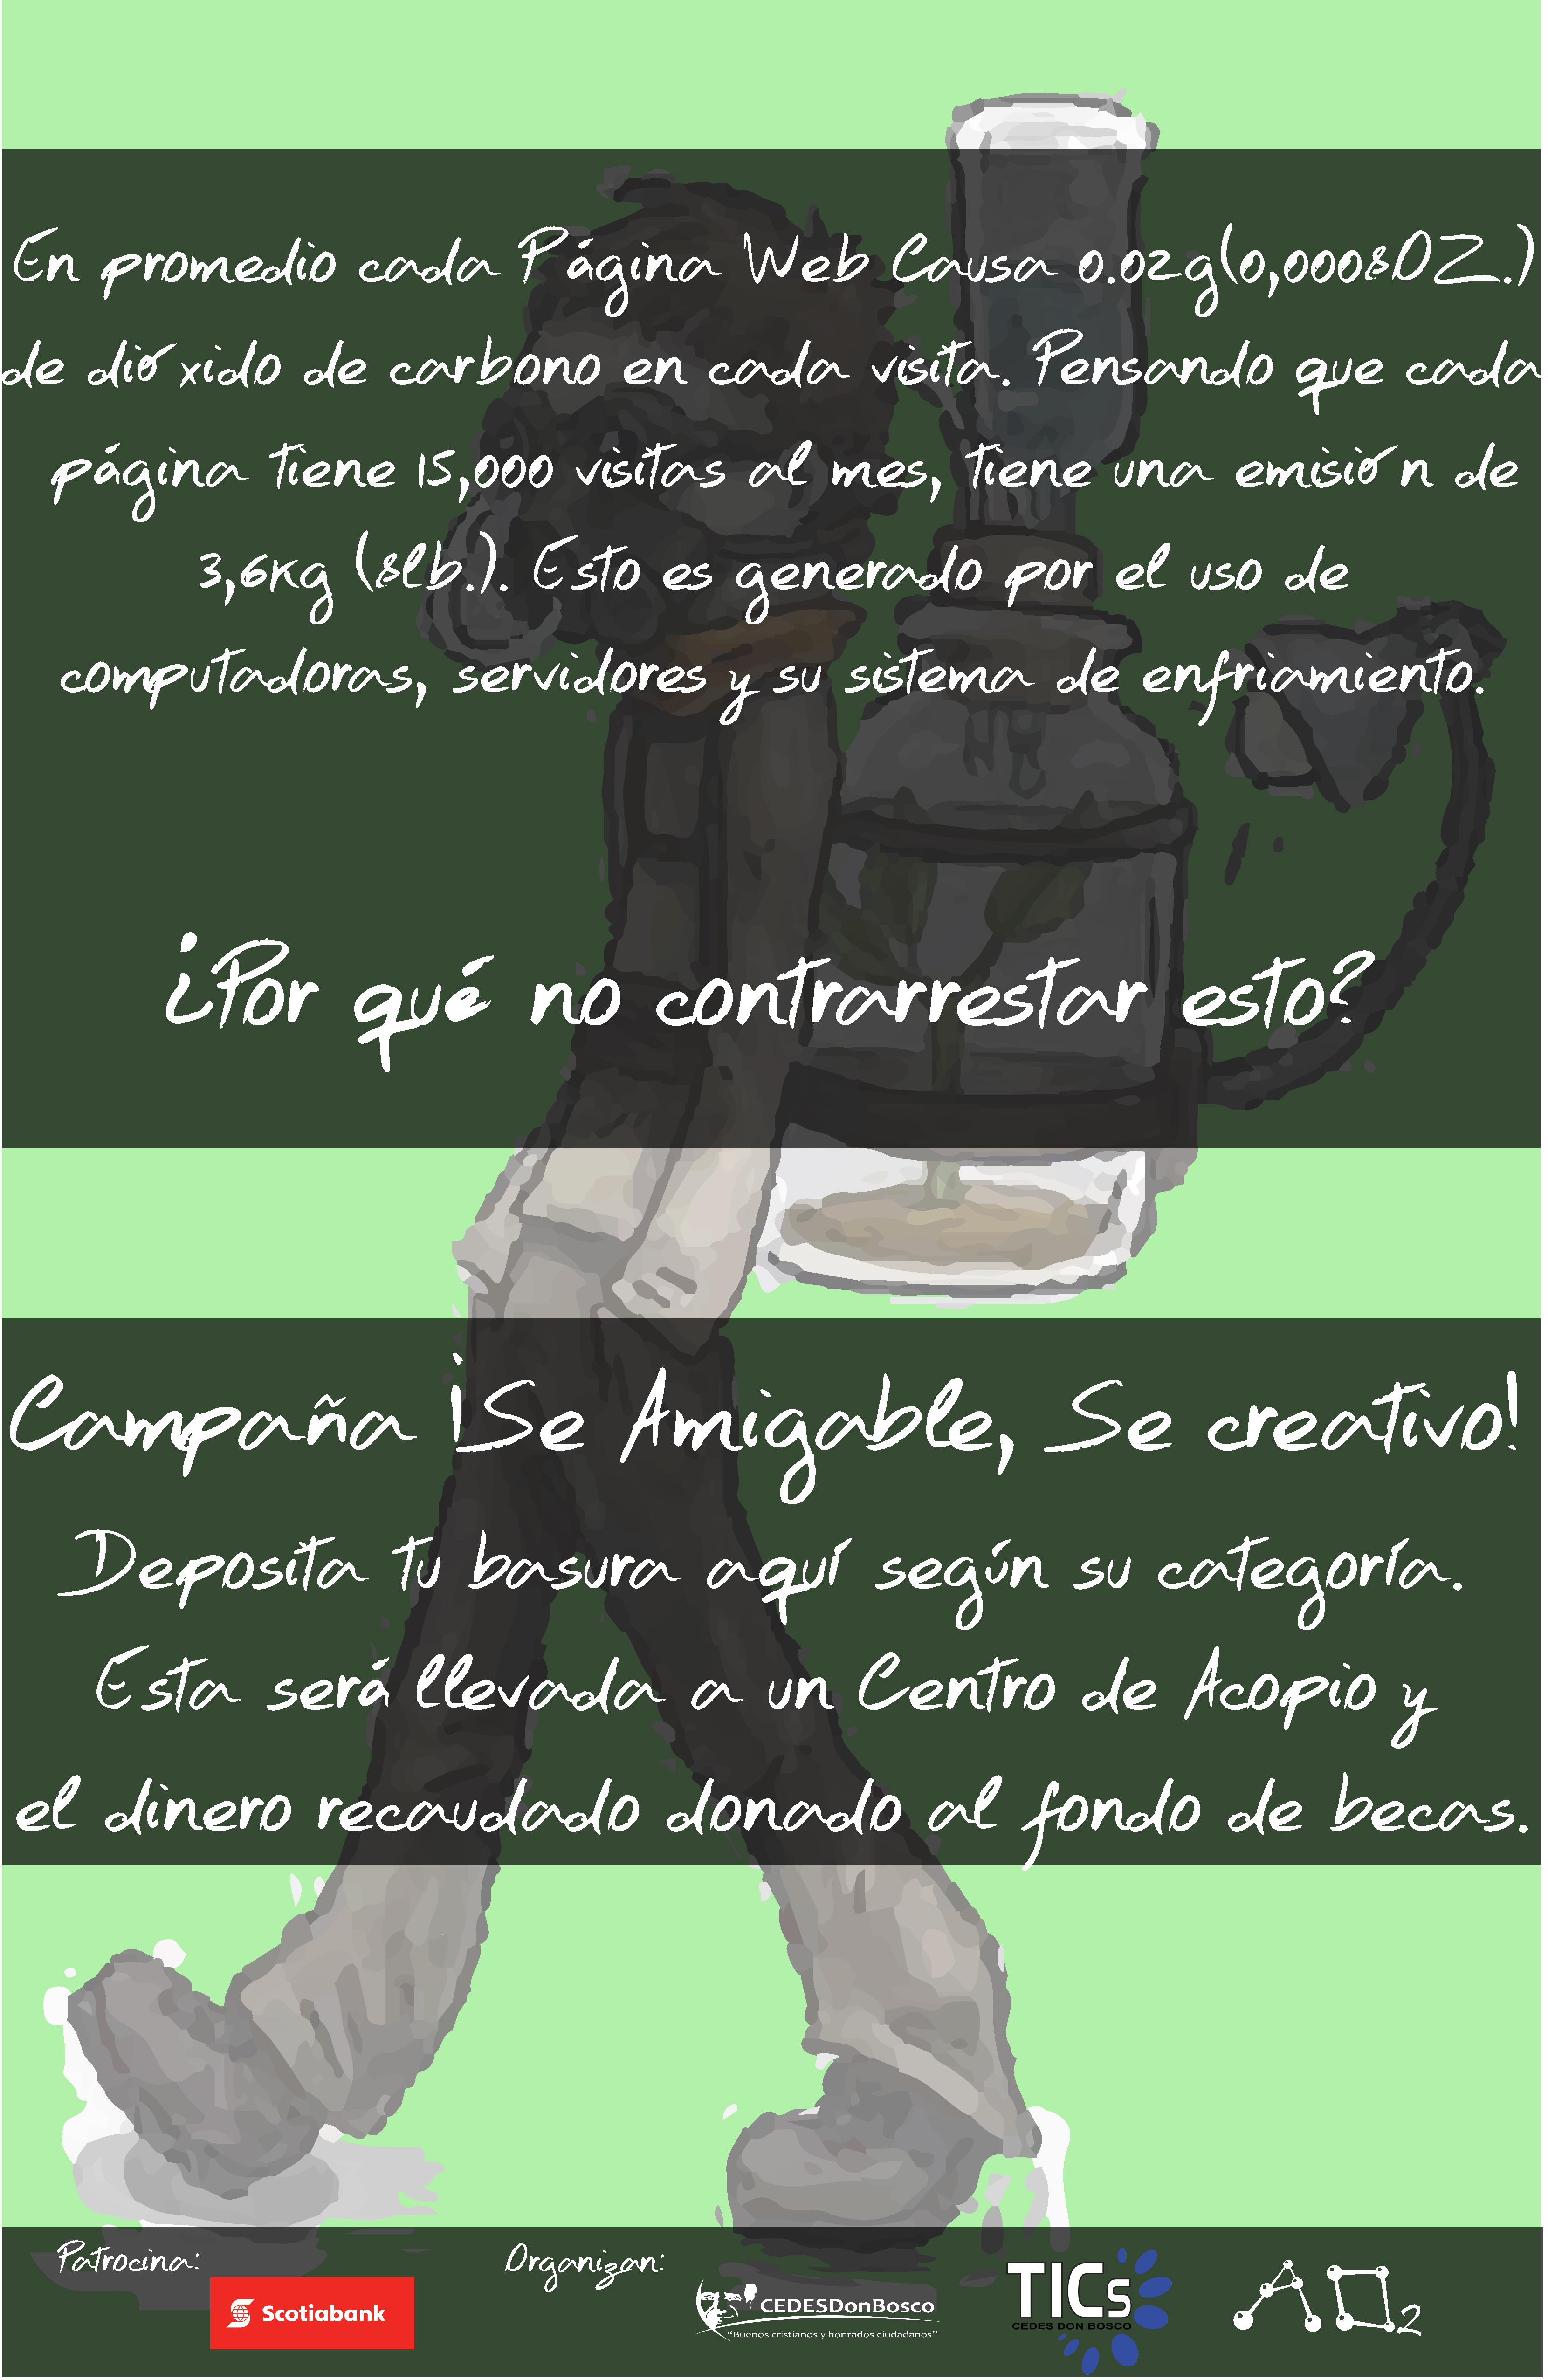 En promedio cada Página Web Causa 0.02g(0,0008OZ.)
de dióxido de carbono en cada visita. Pensando que cada
página tiene 15,000 visitas al mes, tiene una emisión de
3,6Kg (8lb.). Esto es generado por el uso de
computadoras, servidores y su sistema de enfriamiento.
¿Por qué no contrarrestar esto?
Campaña ¡Se Amigable, Se creativo!
Deposita tu basura aquí según su categoría.
Esta será llevada a un Centro de Acopio y
el dinero recaudado donado al fondo de becas.
Patrocina:
Scotiabank
Organizan:
CEDESDonBosco
"Buenos cristianos y honrados ciudadanos"
TICs
CEDES DON BOSCO
AO2